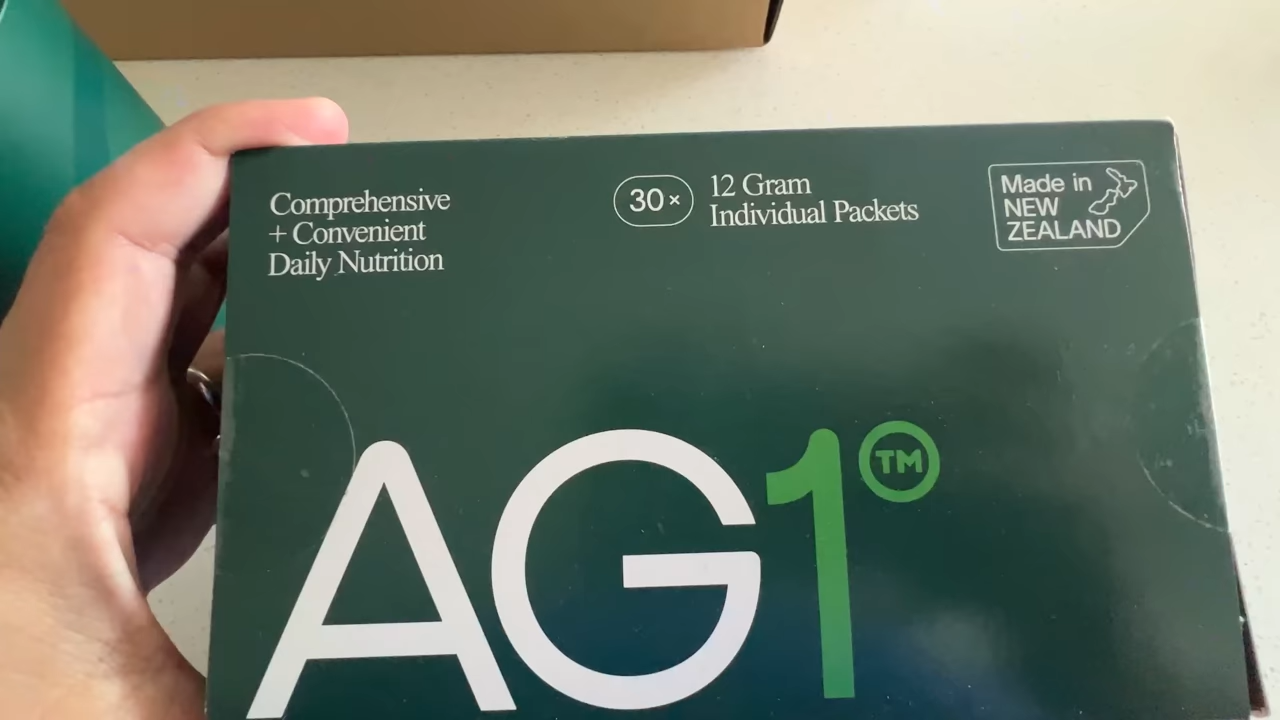 Comprehensive
+ Convenient
Daily Nutrition
30×
12 Gram
Individual Packets
Made in
NEW
ZEALAND
AG1
TM